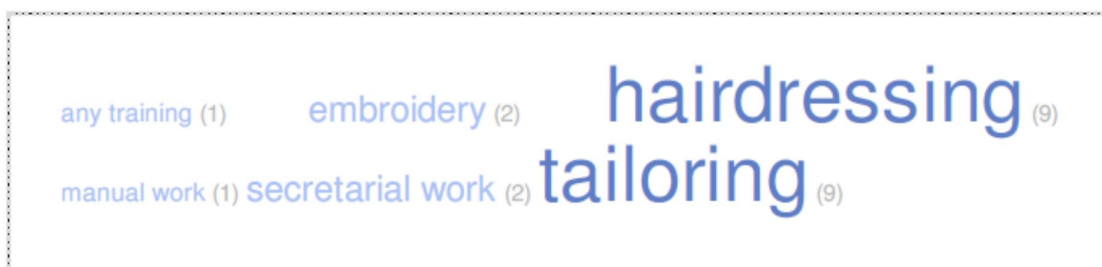 any training (1) embroidery (2) hairdressing (9)
manual work (1) secretarial work (2) tailoring (9)